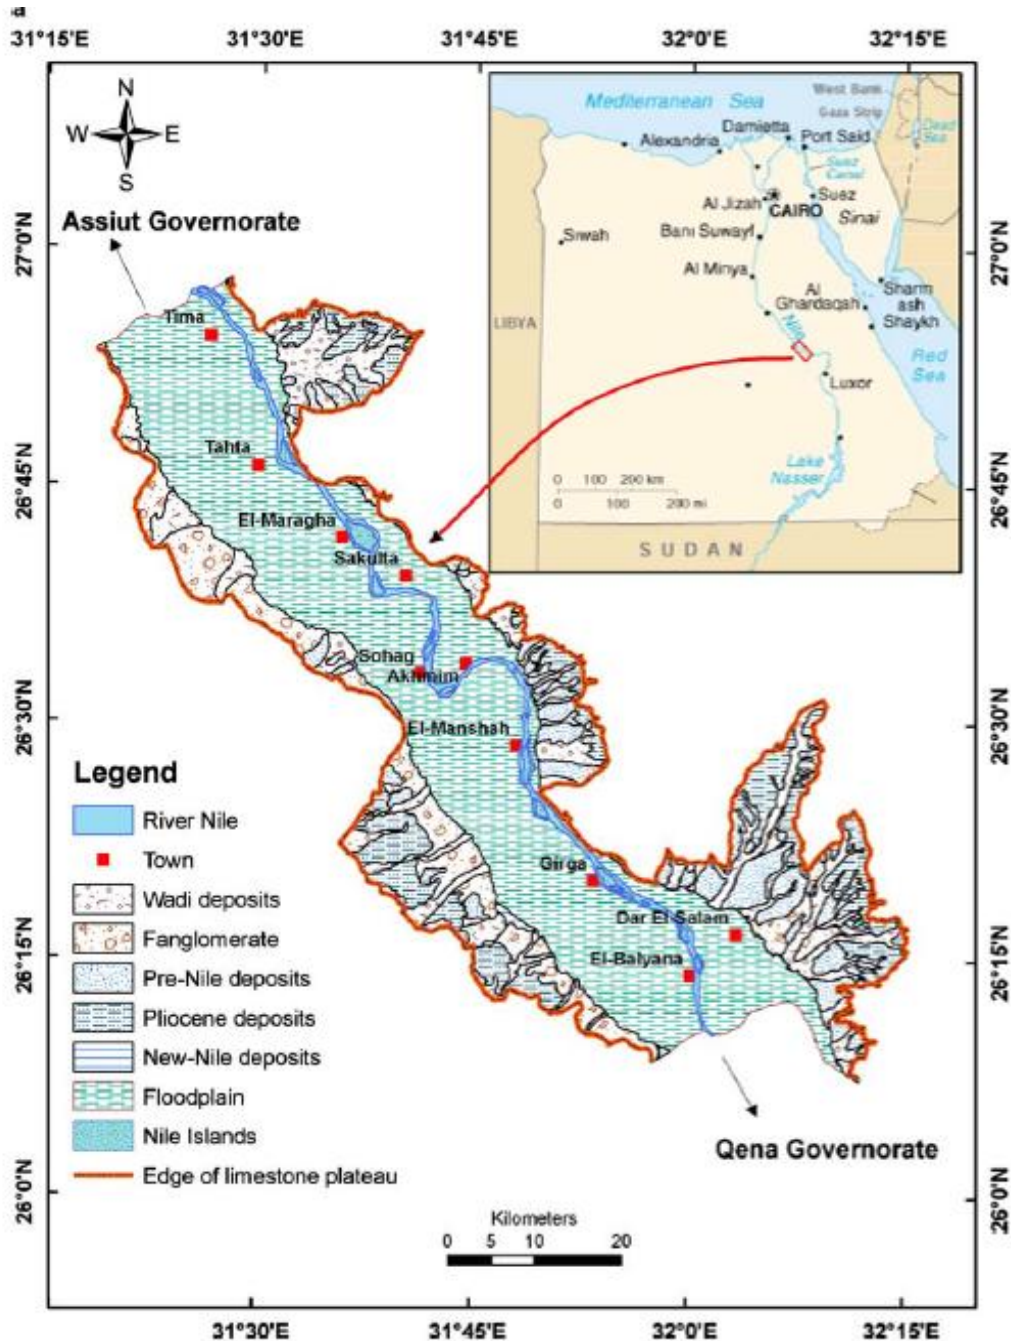 31°15'E 31°30'E 31°45'E 32°0'E 32°15'E
N
W E
S
Assiut Governorate
27°0'N
26°45'N
26°30'N
26°15'N
26°0'N
Mediterranean Sea
West Bank
Gaza Strip
Dead
Sea
Damietta
Alexandria
Port Said
Suez
Canal
Al Jizah
CAIRO
Suez
Sinai
Siwah
Bani Suwayf
Al Minya
Al
Ghardaqah
Sharm
ash
Shaykh
LIBYA
Nile
Red
Sea
Luxor
Lake
Nasser
0 100 200 km
0 100 200 mi
SUDAN
27°0'N
26°45'N
26°30'N
26°15'N
26°0'N
Tima
Tahta
El-Maragha
Sakulta
Sohag
Akhmim
El-Manshah
Girga
Dar El Salam
El-Balyana
Legend
River Nile
Town
Wadi deposits
Fanglomerate
Pre-Nile deposits
Pliocene deposits
New-Nile deposits
Floodplain
Nile Islands
Edge of limestone plateau
Qena Governorate
Kilometers
0 5 10 20
31°30'E 31°45'E 32°0'E 32°15'E